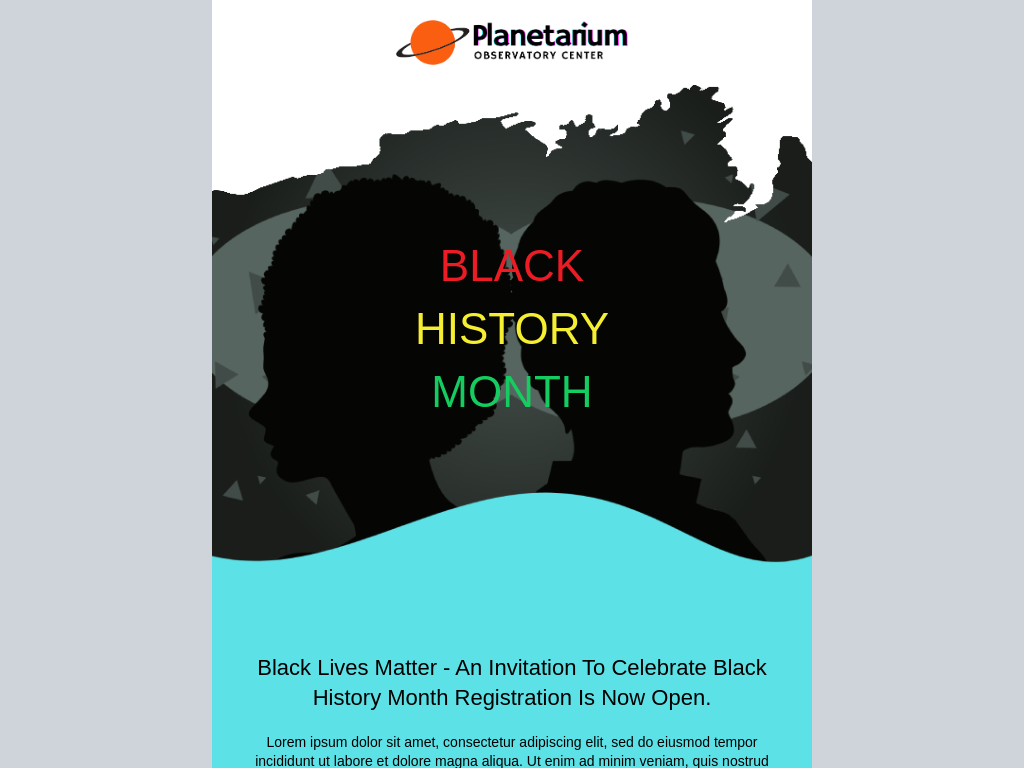 Planetarium
OBSERVATORY CENTER
BLACK
HISTORY
MONTH
Black Lives Matter - An Invitation To Celebrate Black
History Month Registration Is Now Open.
Lorem ipsum dolor sit amet, consectetur adipiscing elit, sed do eiusmod tempor
incididunt ut labore et dolore magna aliqua. Ut enim ad minim veniam, quis nostrud